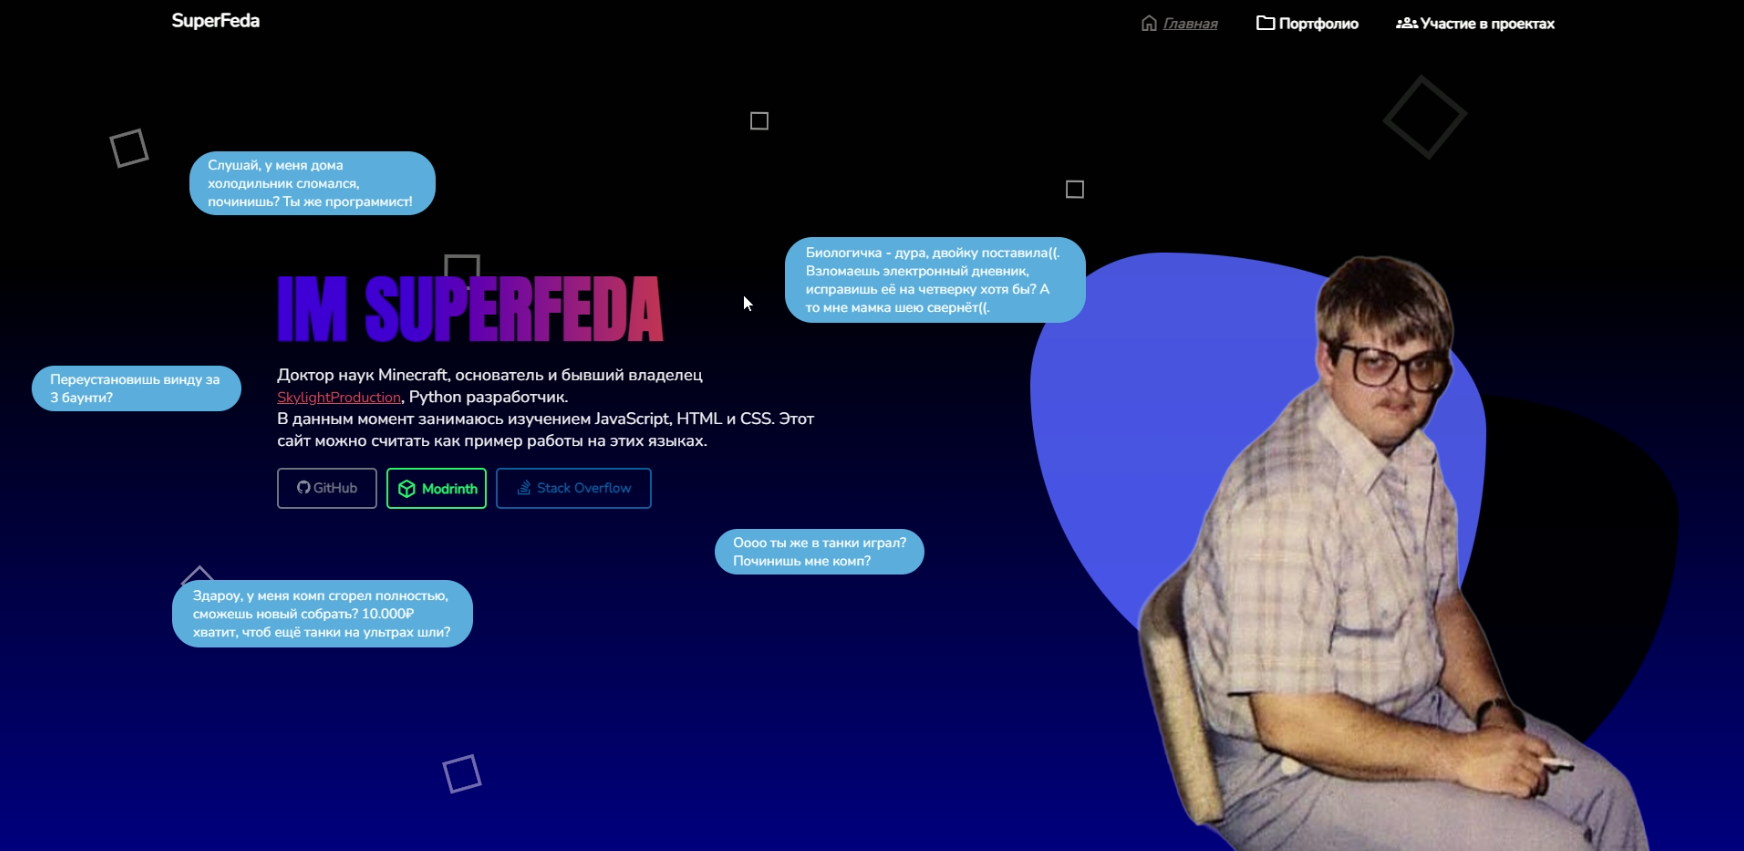 SuperFeda
Главная
Портфолио
Участие в проектах
Слушай, у меня дома
холодильник сломался,
починишь? Ты же программист!
Биологичка - дура, двойку поставила((.
Взломаешь электронный дневник,
исправишь её на четверку хотя бы? А
то мне мамка шею свернёт((.
IM SUPERFEDA
Переустановишь винду за
3 баунти?
Доктор наук Minecraft, основатель и бывший владелец
SkylightProduction, Python разработчик.
В данным момент занимаюсь изучением JavaScript, HTML и CSS. Этот
сайт можно считать как пример работы на этих языках.
GitHub
Modrinth
Stack Overflow
Оооо ты же в танки играл?
Починишь мне комп?
Здароу, у меня комп сгорел полностью,
сможешь новый собрать? 10.000₽
хватит, чтоб ещё танки на ультрах шли?